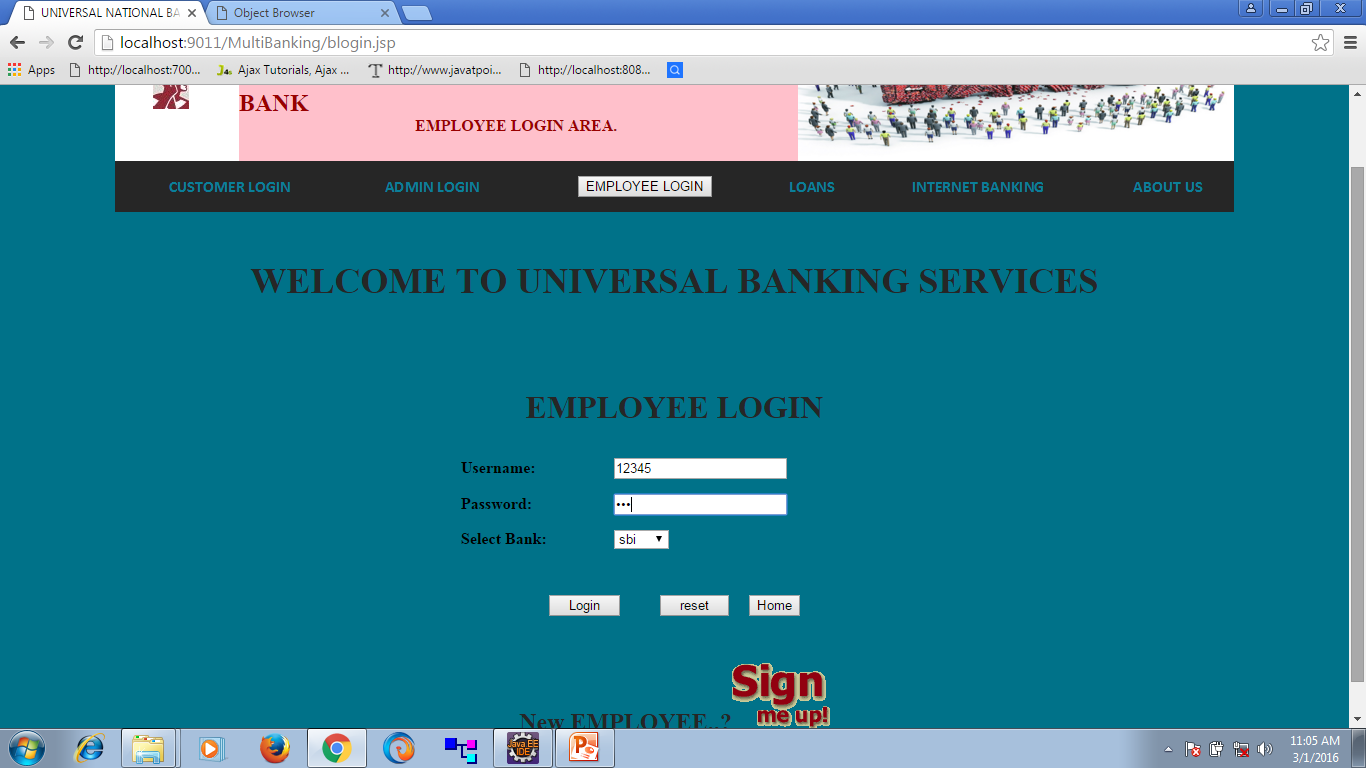 UNIVERSAL NATIONAL BA
Object Browser
localhost:9011/MultiBanking/blogin.jsp
Apps http://localhost:700... Ajax Tutorials, Ajax ... http://www.javatpoi... http://localhost:808...
BANK
EMPLOYEE LOGIN AREA.
CUSTOMER LOGIN ADMIN LOGIN EMPLOYEE LOGIN LOANS INTERNET BANKING ABOUT US
WELCOME TO UNIVERSAL BANKING SERVICES
EMPLOYEE LOGIN
Username: 12345
Password: •••
Select Bank: sbi
Login reset Home
Sign
me up!
New EMPLOYEE..?
Java EE
IDE
11:05 AM
3/1/2016